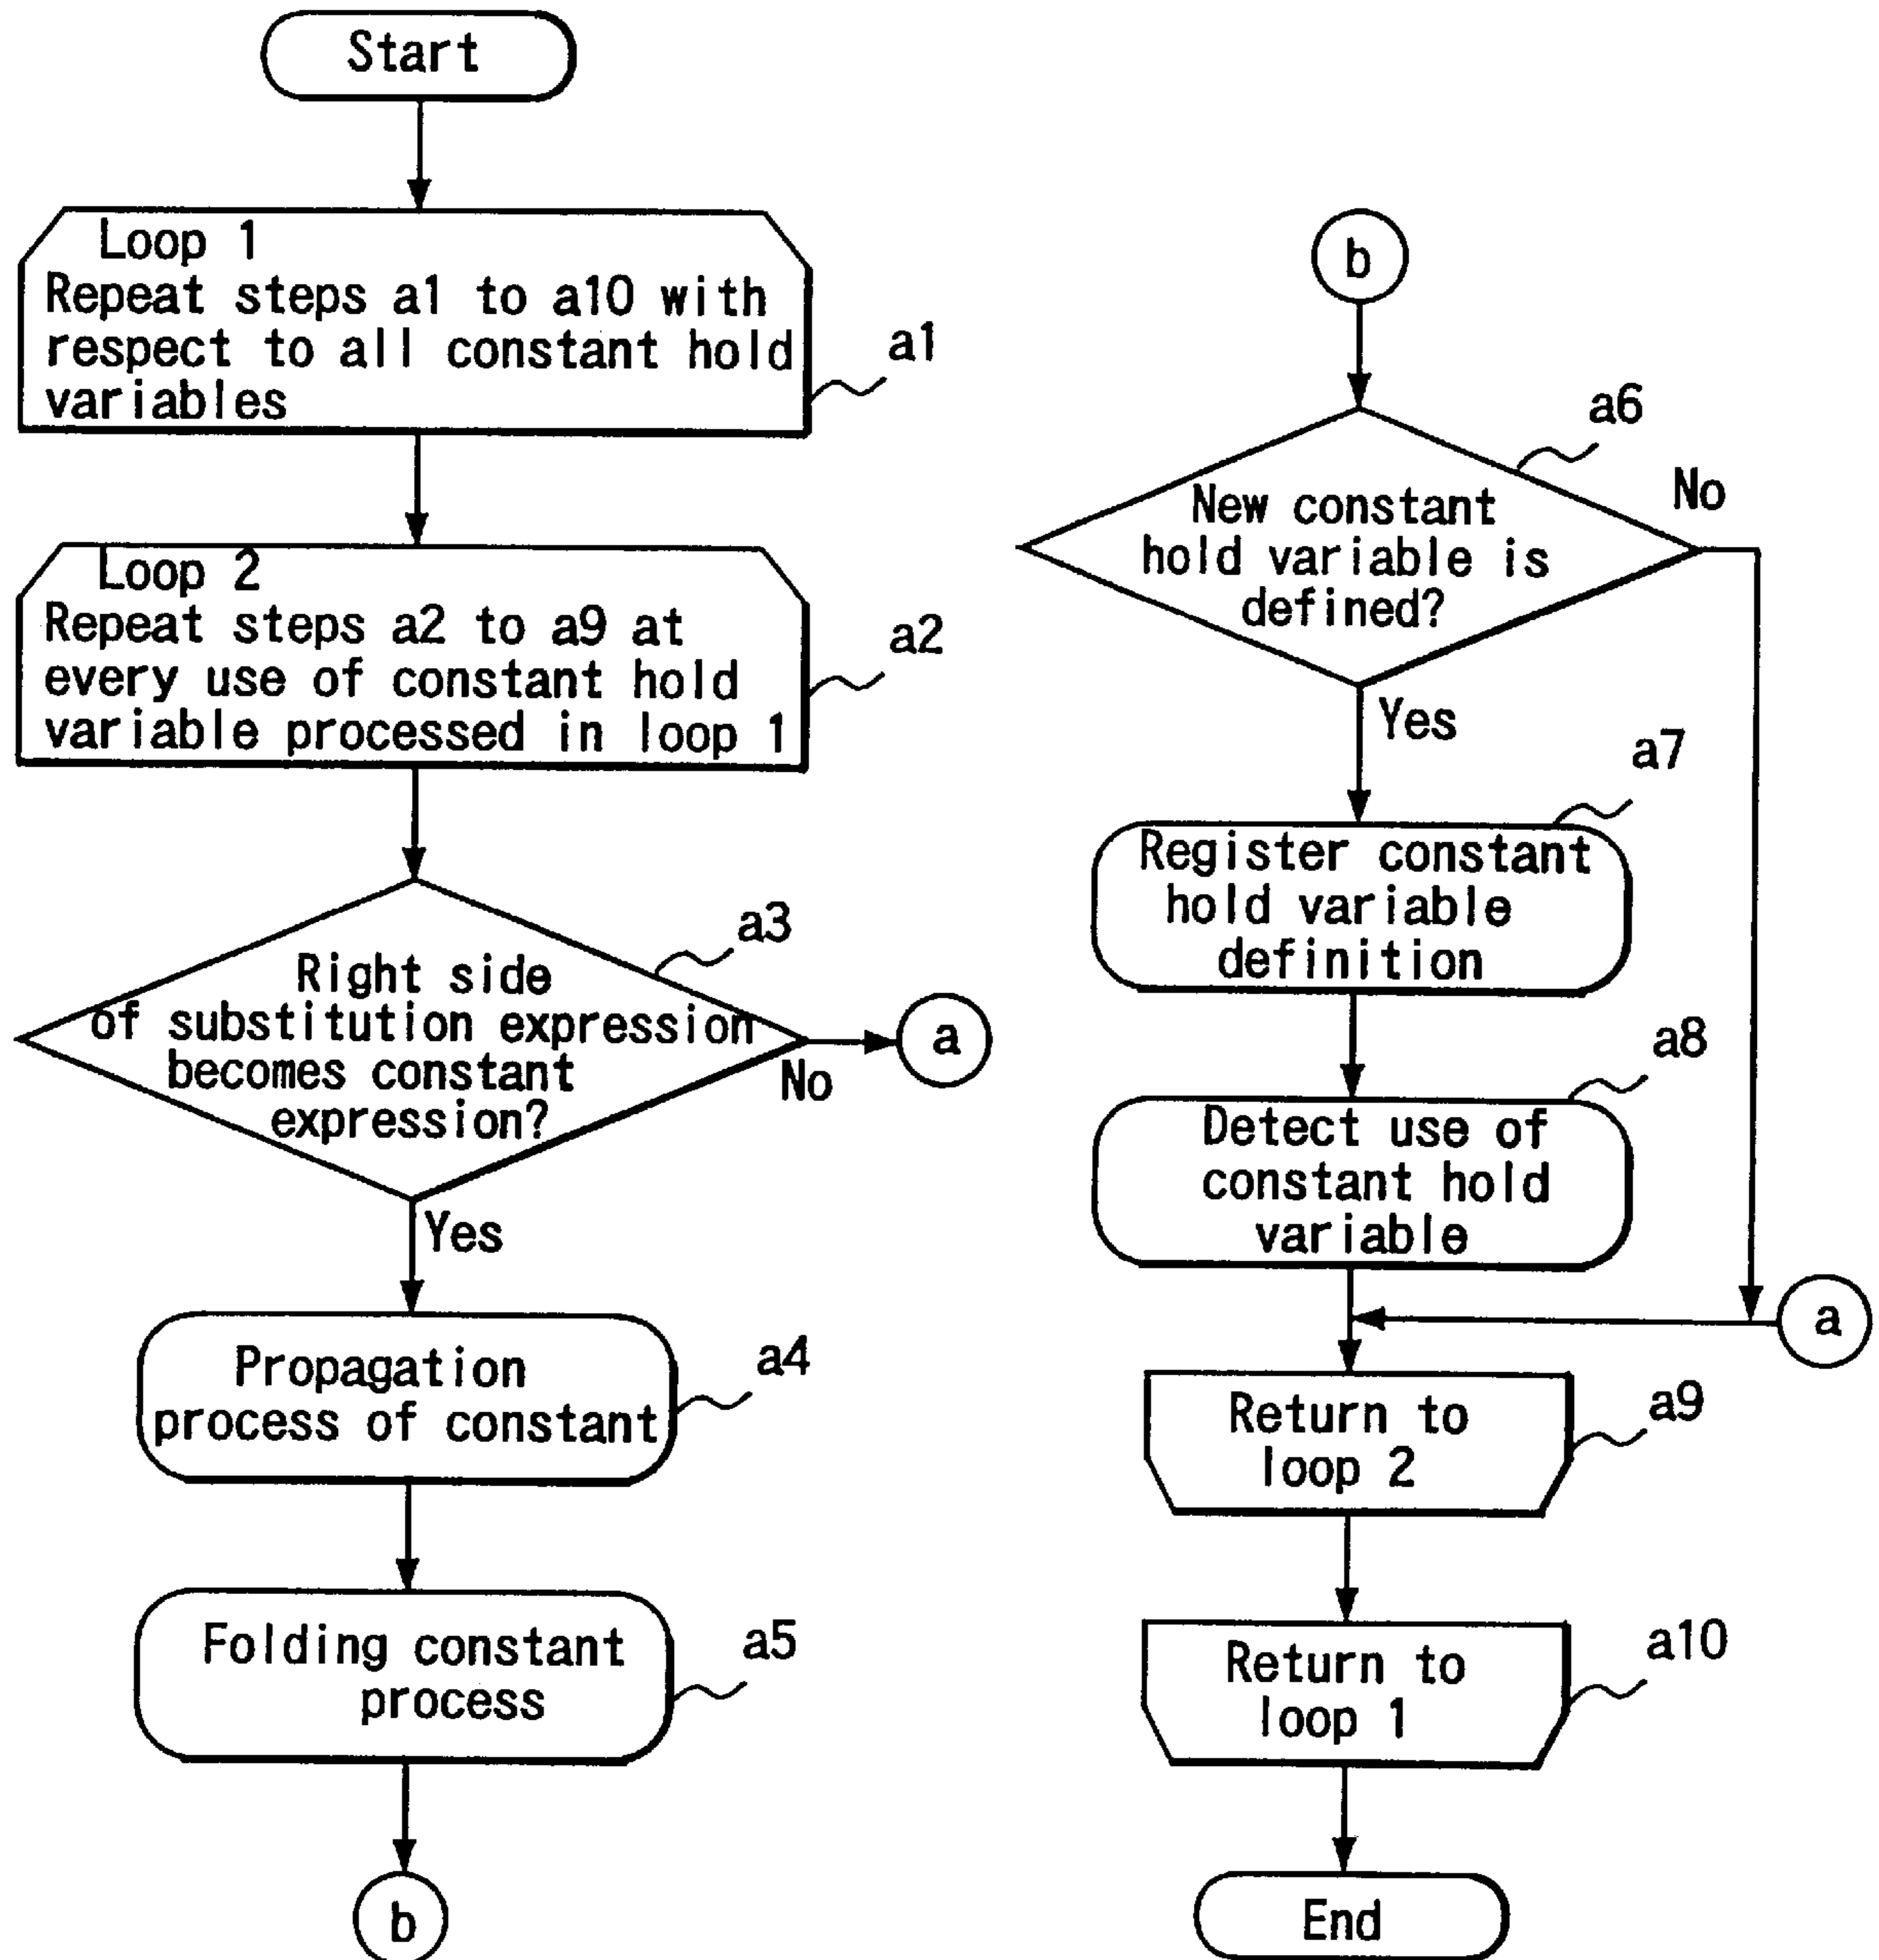 Start
Loop 1
Repeat steps a1 to a10 with
respect to all constant hold
variables
a1
Loop 2
Repeat steps a2 to a9 at
every use of constant hold
variable processed in loop 1
a2
Right side
of substitution expression
becomes constant
expression?
a3
No
a
Yes
Propagation
process of constant
a4
Folding constant
process
a5
b
b
New constant
hold variable is
defined?
a6
No
Yes
Register constant
hold variable
definition
a7
Detect use of
constant hold
variable
a8
a
Return to
loop 2
a9
Return to
loop 1
a10
End